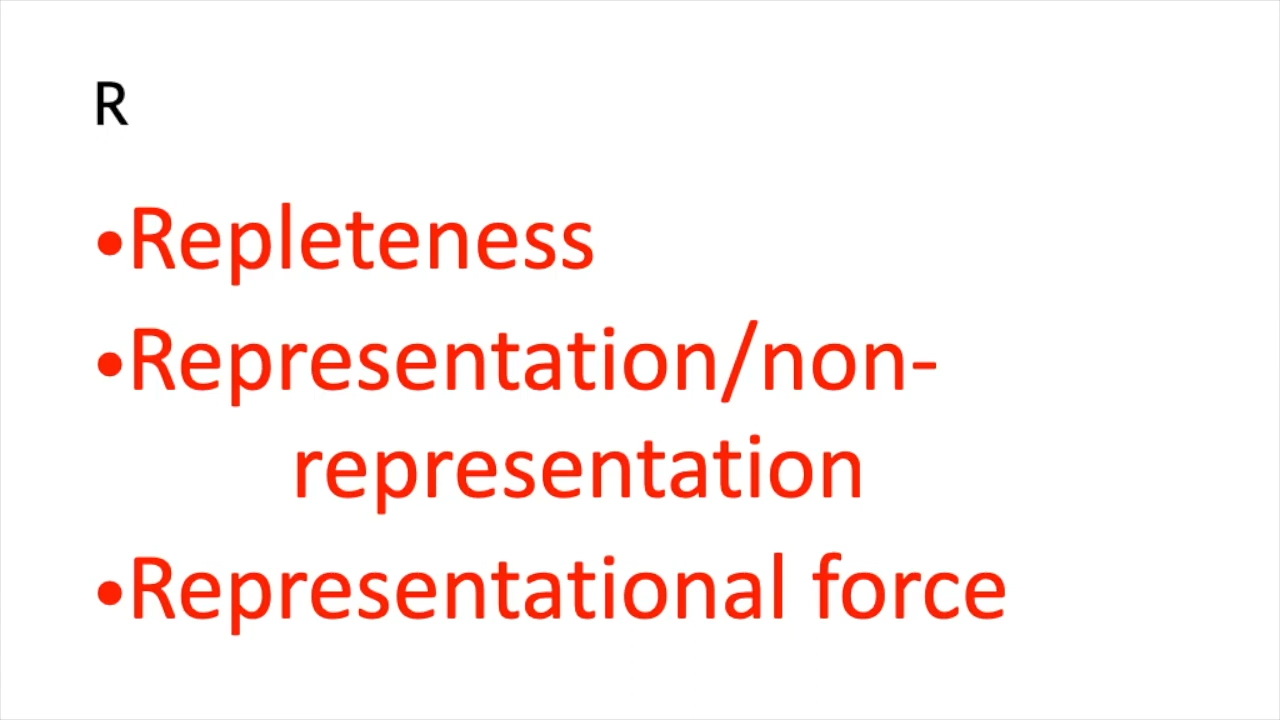 R
•Repleteness
•Representation/non-
representation
•Representational force